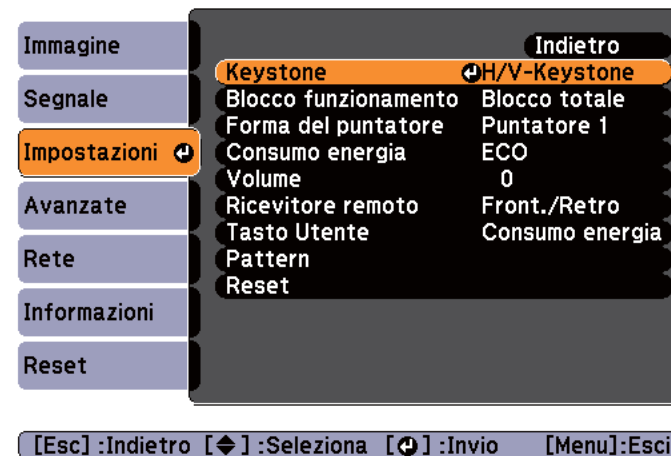 Immagine
Segnale
Impostazioni
Avanzate
Rete
Informazioni
Reset
Indietro
Keystone H/V-Keystone
Blocco funzionamento Blocco totale
Forma del puntatore Puntatore 1
Consumo energia ECO
Volume 0
Ricevitore remoto Front./Retro
Tasto Utente Consumo energia
Pattern
Reset
[Esc] :Indietro [ ] :Seleziona [ ] :Invio [Menu]:Esci